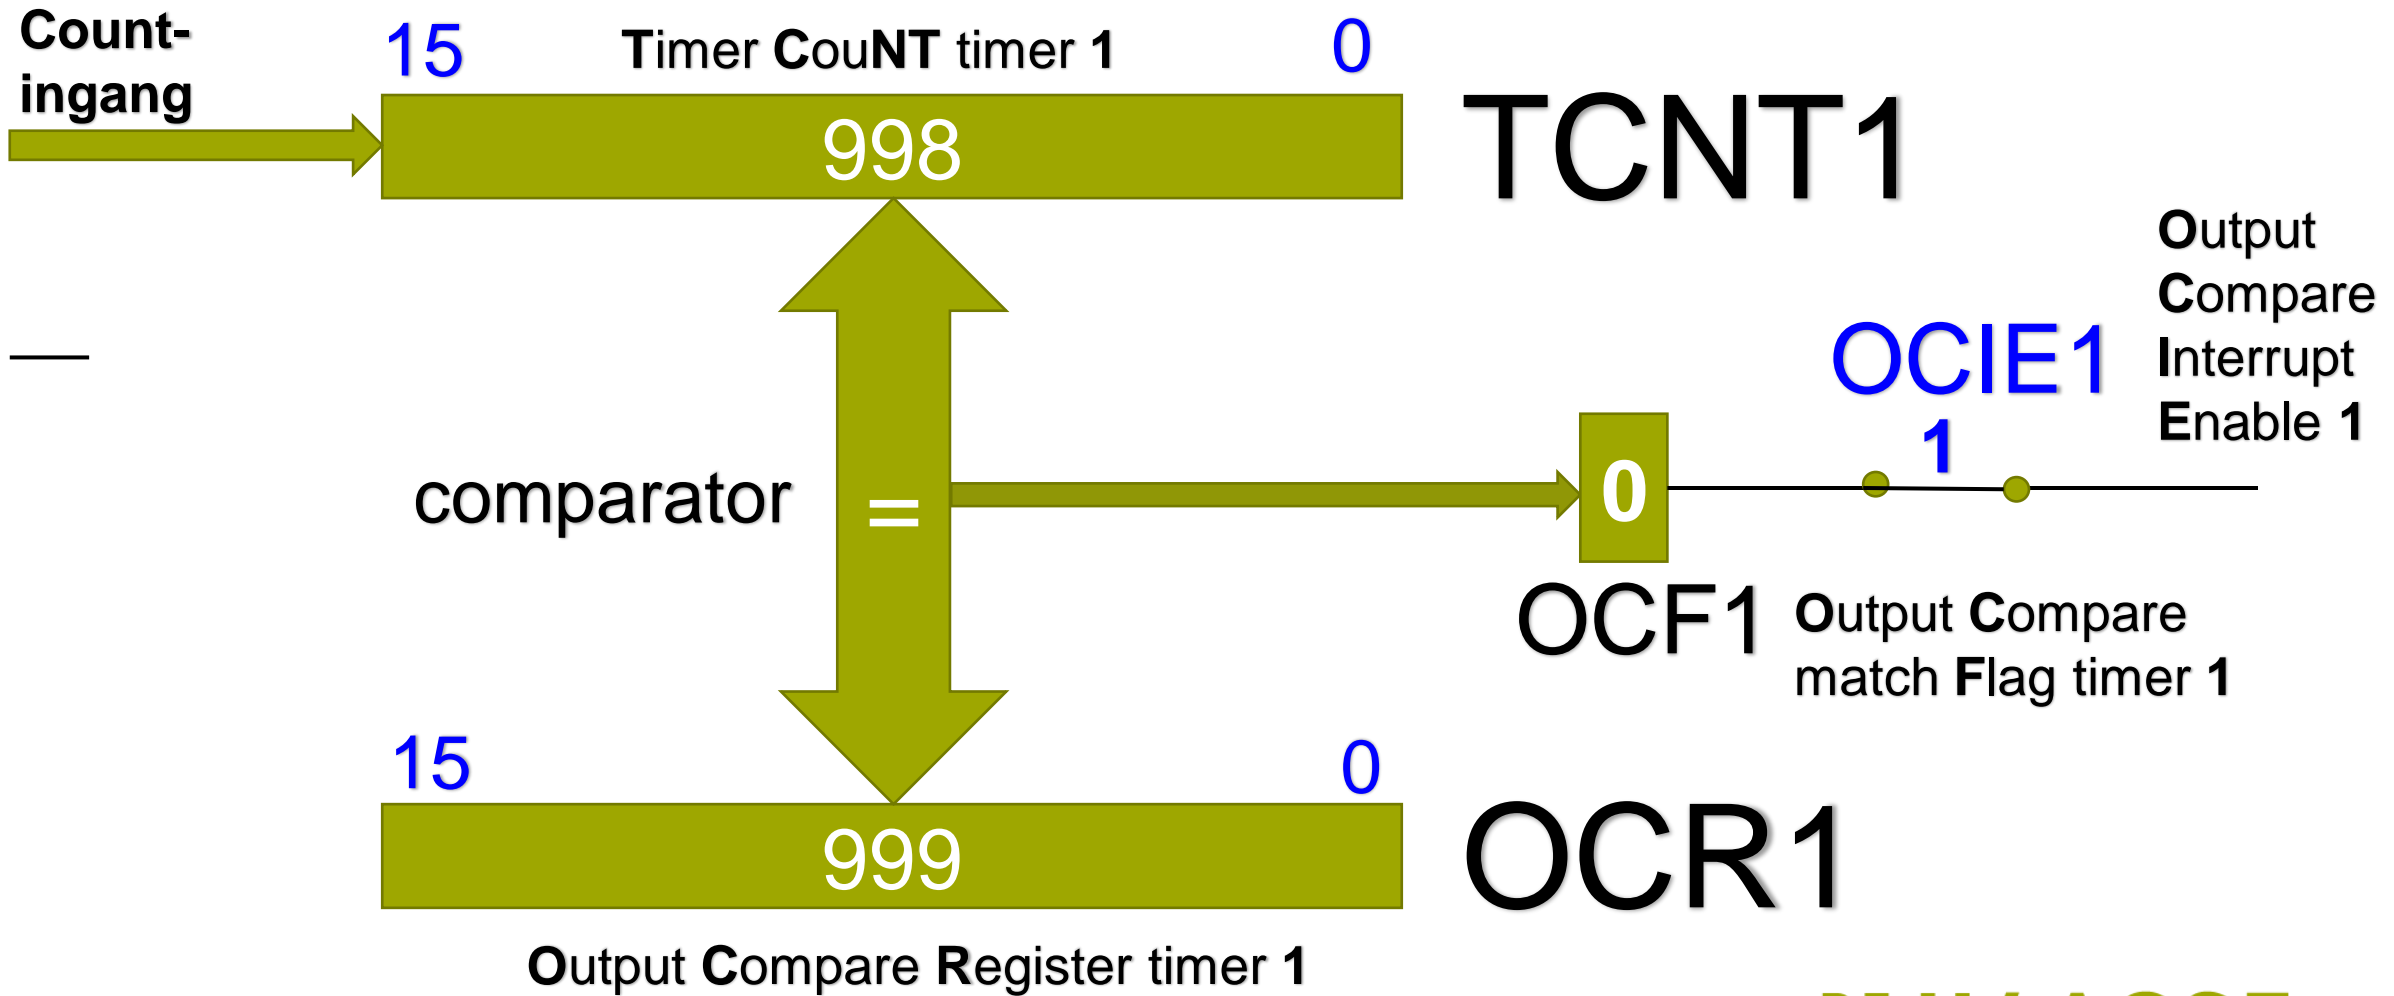 Count-
ingang
15 Timer CouNT timer 1 0
998
TCNT1
Output
Compare
Interrupt
Enable 1
OCIE1
1
comparator
=
0
OCF1
Output Compare
match Flag timer 1
15 0
999
OCR1
Output Compare Register timer 1